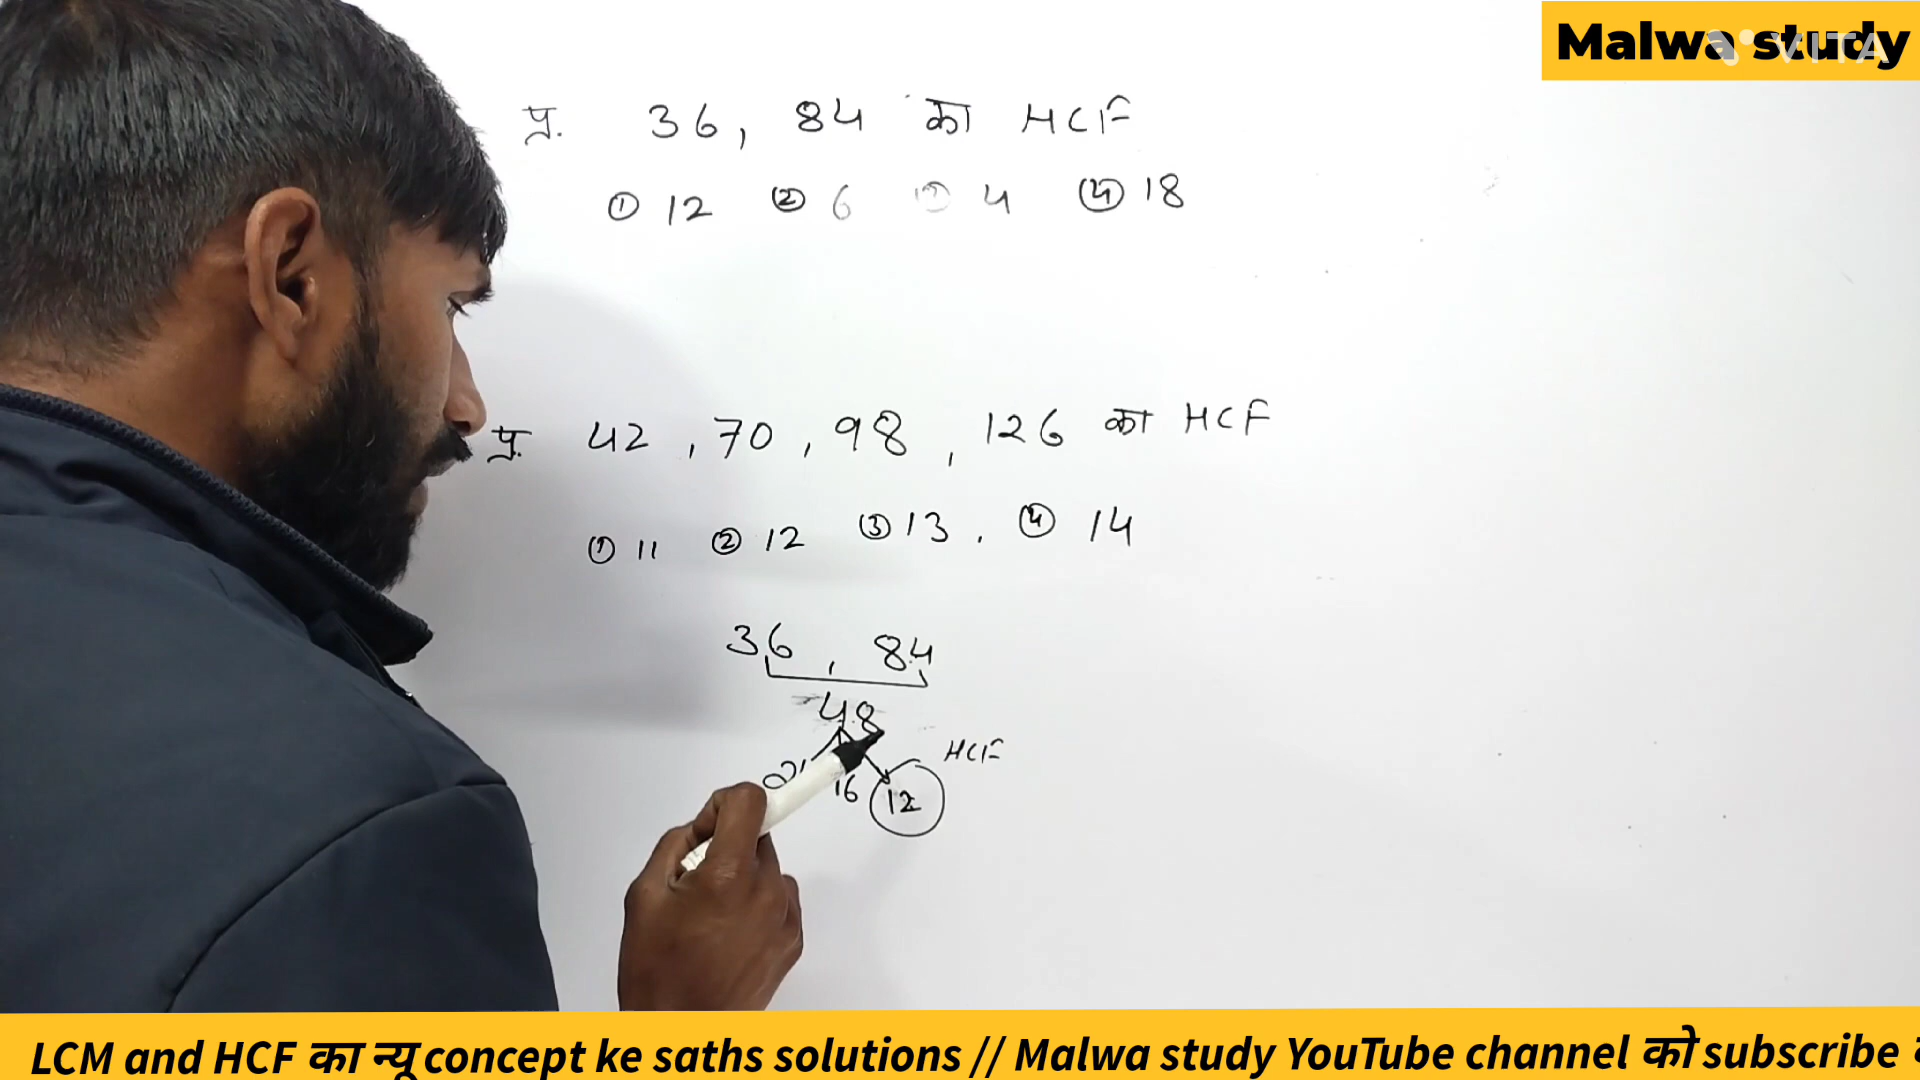 Malwa study
VITA
प्र. 36, 84 का HCF
① 12 ② 6 4 ④ 18
प्र. 42, 70, 98, 126 का HCF
① 11 ② 12 ③ 13. ④ 14
36, 84
48
HCF
16 12
LCM and HCF का न्यू concept ke saths solutions // Malwa study YouTube channel को subscribe